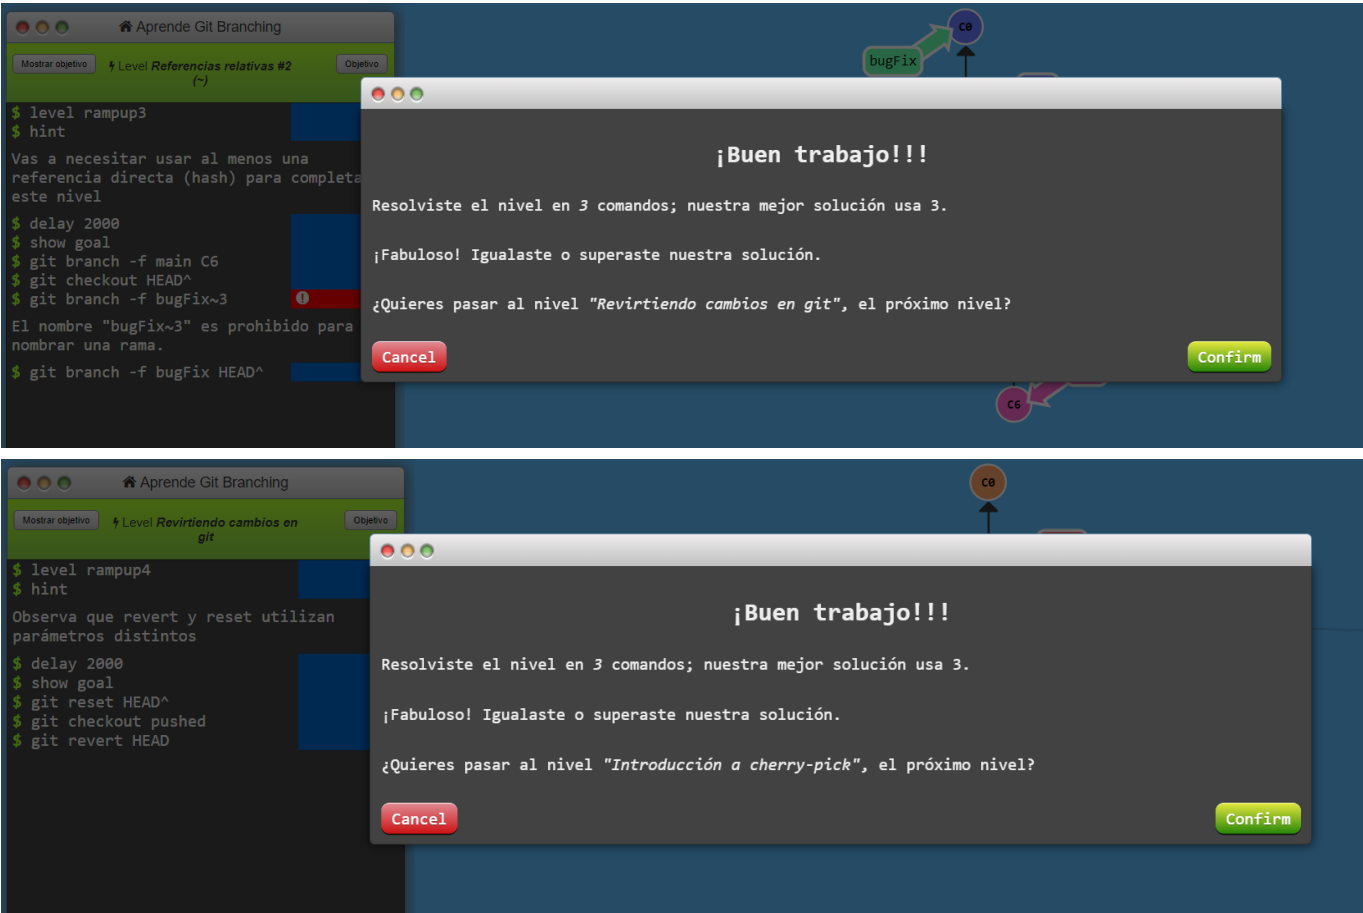 Aprende Git Branching
Mostrar objetivo
Level Referencias relativas #2
(~)
Objetivo
$ level rampup3
$ hint
Vas a necesitar usar al menos una
referencia directa (hash) para completa
este nivel
$ delay 2000
$ show goal
$ git branch -f main C6
$ git checkout HEAD^
$ git branch -f bugFix~3
El nombre "bugFix~3" es prohibido para
nombrar una rama.
$ git branch -f bugFix HEAD^
C0
bugFix
¡Buen trabajo!!!
Resolviste el nivel en 3 comandos; nuestra mejor solución usa 3.
¡Fabuloso! Igualaste o superaste nuestra solución.
¿Quieres pasar al nivel "Revirtiendo cambios en git", el próximo nivel?
Cancel
Confirm
C6
Aprende Git Branching
Mostrar objetivo
Level Revirtiendo cambios en
git
Objetivo
$ level rampup4
$ hint
Observa que revert y reset utilizan
parámetros distintos
$ delay 2000
$ show goal
$ git reset HEAD^
$ git checkout pushed
$ git revert HEAD
C0
¡Buen trabajo!!!
Resolviste el nivel en 3 comandos; nuestra mejor solución usa 3.
¡Fabuloso! Igualaste o superaste nuestra solución.
¿Quieres pasar al nivel "Introducción a cherry-pick", el próximo nivel?
Cancel
Confirm